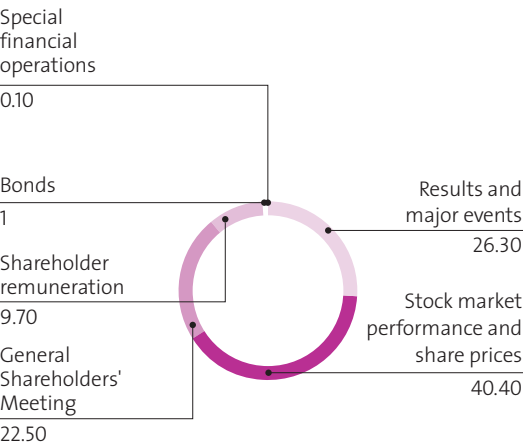 Special
financial
operations
0.10
Bonds
1
Shareholder
remuneration
9.70
General
Shareholders'
Meeting
22.50
Results and
major events
26.30
Stock market
performance and
share prices
40.40